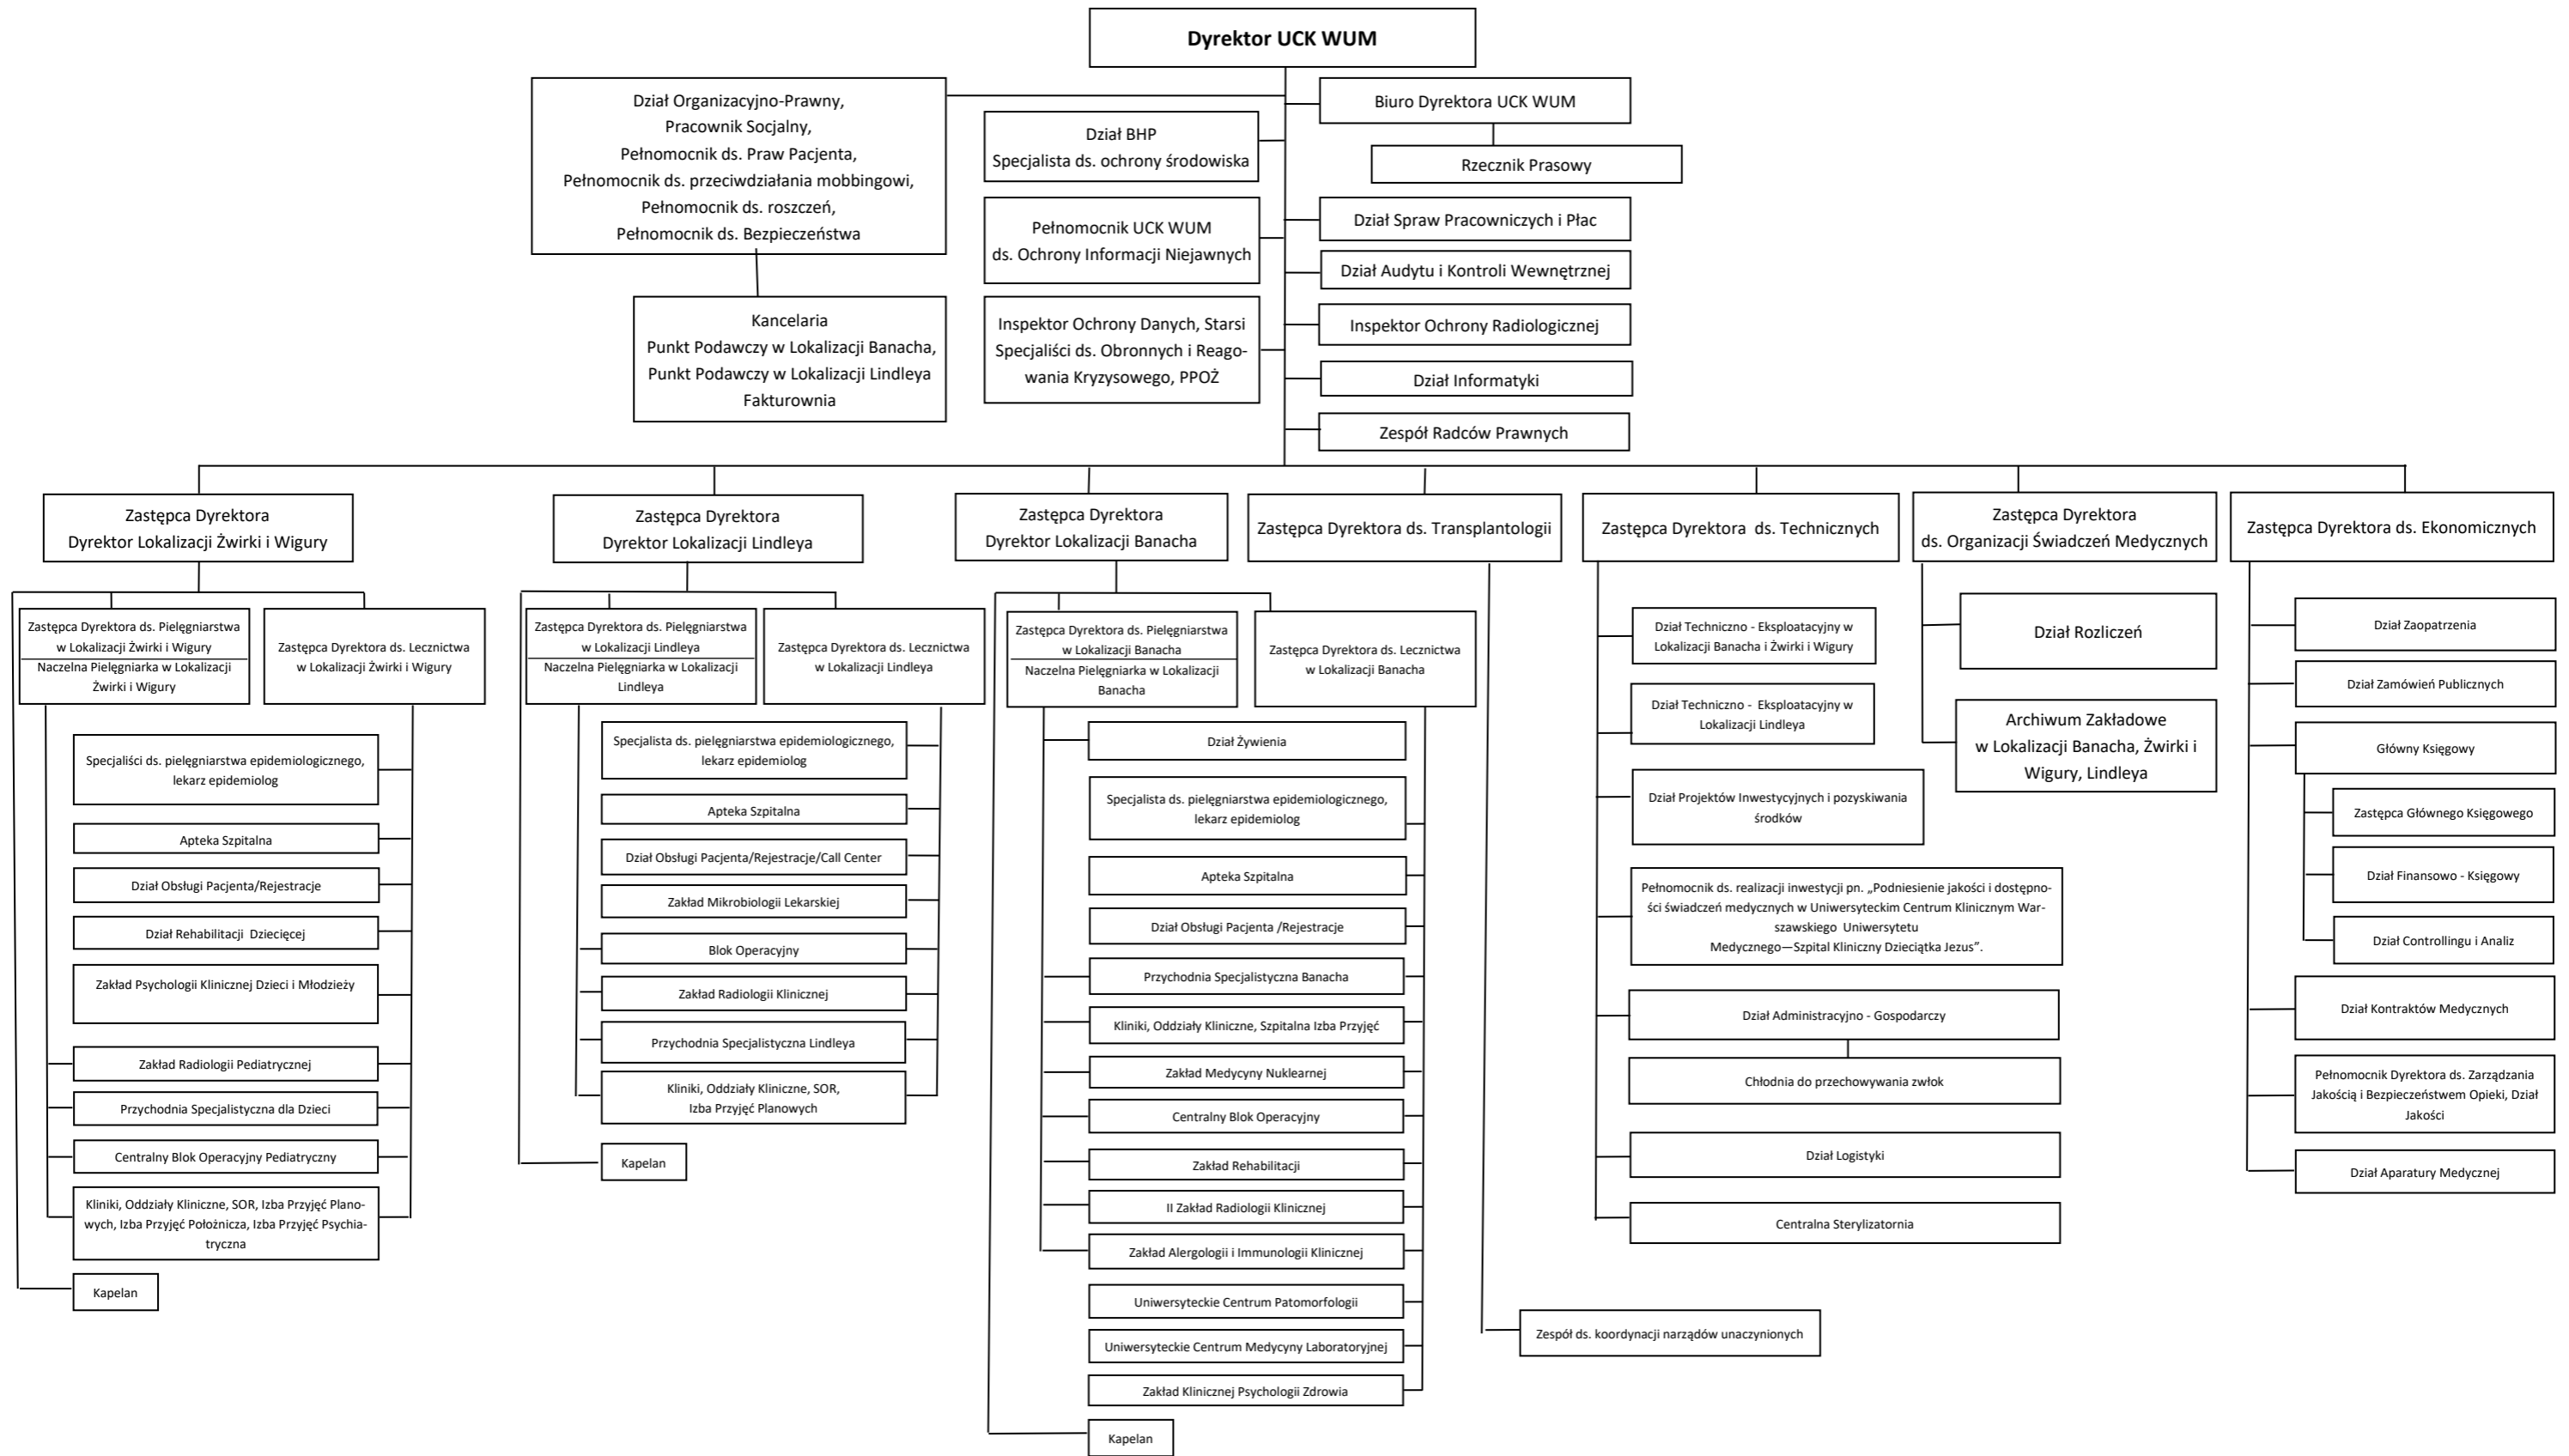 Dyrektor UCK WUM
Dział Organizacyjno-Prawny,
Pracownik Socjalny,
Pełnomocnik ds. Praw Pacjenta,
Pełnomocnik ds. przeciwdziałania mobbingowi,
Pełnomocnik ds. roszczeń,
Pełnomocnik ds. Bezpieczeństwa
Kancelaria
Punkt Podawczy w Lokalizacji Banacha,
Punkt Podawczy w Lokalizacji Lindleya
Fakturownia
Dział BHP
Specjalista ds. ochrony środowiska
Pełnomocnik UCK WUM
ds. Ochrony Informacji Niejawnych
Inspektor Ochrony Danych, Starsi
Specjaliści ds. Obronnych i Reago-
wania Kryzysowego, PPOŻ
Biuro Dyrektora UCK WUM
Rzecznik Prasowy
Dział Spraw Pracowniczych i Płac
Dział Audytu i Kontroli Wewnętrznej
Inspektor Ochrony Radiologicznej
Dział Informatyki
Zespół Radców Prawnych
Zastępca Dyrektora
Dyrektor Lokalizacji Żwirki i Wigury
Zastępca Dyrektora ds. Pielęgniarstwa
w Lokalizacji Żwirki i Wigury
Naczelna Pielęgniarka w Lokalizacji
Żwirki i Wigury
Zastępca Dyrektora ds. Lecznictwa
w Lokalizacji Żwirki i Wigury
Specjaliści ds. pielęgniarstwa epidemiologicznego,
lekarz epidemiolog
Apteka Szpitalna
Dział Obsługi Pacjenta/Rejestracje
Dział Rehabilitacji Dziecięcej
Zakład Psychologii Klinicznej Dzieci i Młodzieży
Zakład Radiologii Pediatrycznej
Przychodnia Specjalistyczna dla Dzieci
Centralny Blok Operacyjny Pediatryczny
Kliniki, Oddziały Kliniczne, SOR, Izba Przyjęć Plano-
wych, Izba Przyjęć Położnicza, Izba Przyjęć Psychia-
tryczna
Kapelan
Zastępca Dyrektora
Dyrektor Lokalizacji Lindleya
Zastępca Dyrektora ds. Pielęgniarstwa
w Lokalizacji Lindleya
Naczelna Pielęgniarka w Lokalizacji
Lindleya
Zastępca Dyrektora ds. Lecznictwa
w Lokalizacji Lindleya
Specjalista ds. pielęgniarstwa epidemiologicznego,
lekarz epidemiolog
Apteka Szpitalna
Dział Obsługi Pacjenta/Rejestracje/Call Center
Zakład Mikrobiologii Lekarskiej
Blok Operacyjny
Zakład Radiologii Klinicznej
Przychodnia Specjalistyczna Lindleya
Kliniki, Oddziały Kliniczne, SOR,
Izba Przyjęć Planowych
Kapelan
Zastępca Dyrektora
Dyrektor Lokalizacji Banacha
Zastępca Dyrektora ds. Pielęgniarstwa
w Lokalizacji Banacha
Naczelna Pielęgniarka w Lokalizacji
Banacha
Zastępca Dyrektora ds. Lecznictwa
w Lokalizacji Banacha
Dział Żywienia
Specjalista ds. pielęgniarstwa epidemiologicznego,
lekarz epidemiolog
Apteka Szpitalna
Dział Obsługi Pacjenta /Rejestracje
Przychodnia Specjalistyczna Banacha
Kliniki, Oddziały Kliniczne, Szpitalna Izba Przyjęć
Zakład Medycyny Nuklearnej
Centralny Blok Operacyjny
Zakład Rehabilitacji
II Zakład Radiologii Klinicznej
Zakład Alergologii i Immunologii Klinicznej
Uniwersyteckie Centrum Patomorfologii
Uniwersyteckie Centrum Medycyny Laboratoryjnej
Zakład Klinicznej Psychologii Zdrowia
Kapelan
Zastępca Dyrektora ds. Transplantologii
Zespół ds. koordynacji narządów unaczynionych
Zastępca Dyrektora ds. Technicznych
Dział Techniczno - Eksploatacyjny w
Lokalizacji Banacha i Żwirki i Wigury
Dział Techniczno - Eksploatacyjny w
Lokalizacji Lindleya
Dział Projektów Inwestycyjnych i pozyskiwania
środków
Pełnomocnik ds. realizacji inwestycji pn. „Podniesienie jakości i dostępno-
ści świadczeń medycznych w Uniwersyteckim Centrum Klinicznym War-
szawskiego Uniwersytetu
Medycznego—Szpital Kliniczny Dzieciątka Jezus”.
Dział Administracyjno - Gospodarczy
Chłodnia do przechowywania zwłok
Dział Logistyki
Centralna Sterylizatornia
Zastępca Dyrektora
ds. Organizacji Świadczeń Medycznych
Dział Rozliczeń
Archiwum Zakładowe
w Lokalizacji Banacha, Żwirki i
Wigury, Lindleya
Zastępca Dyrektora ds. Ekonomicznych
Dział Zaopatrzenia
Dział Zamówień Publicznych
Główny Księgowy
Zastępca Głównego Księgowego
Dział Finansowo - Księgowy
Dział Controllingu i Analiz
Dział Kontraktów Medycznych
Pełnomocnik Dyrektora ds. Zarządzania
Jakością i Bezpieczeństwem Opieki, Dział
Jakości
Dział Aparatury Medycznej